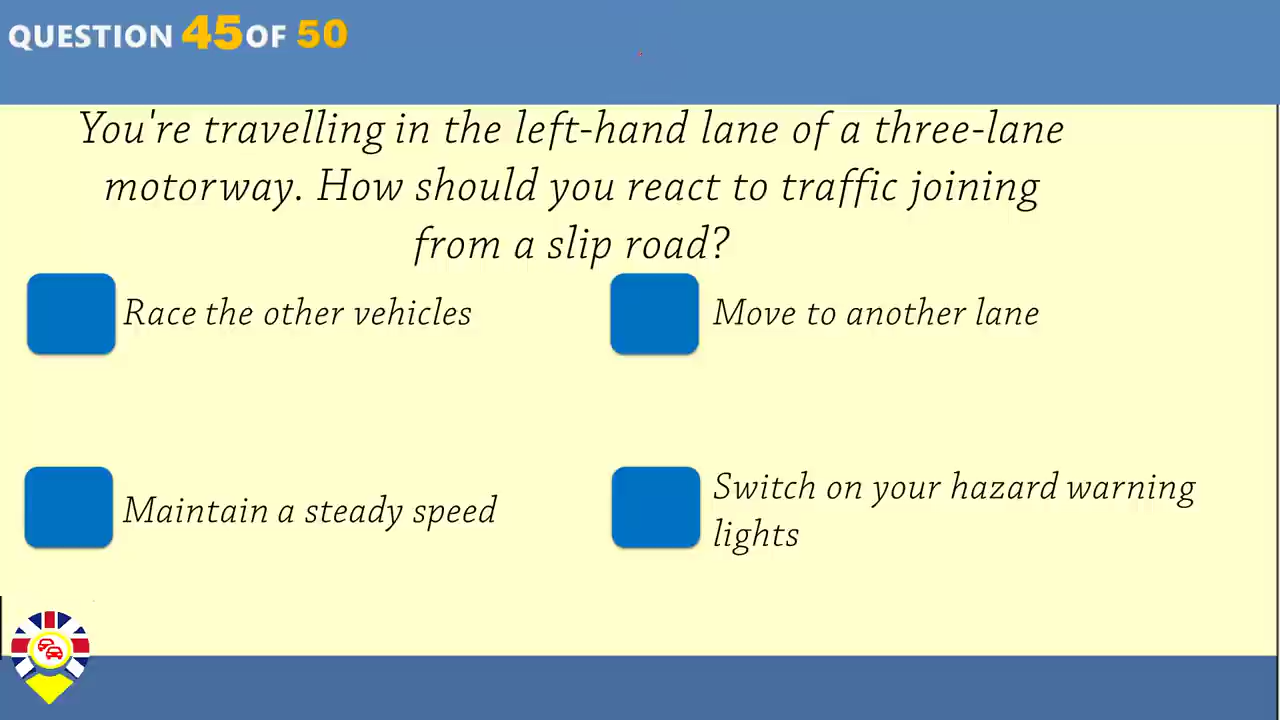 QUESTION 45 OF 50
You're travelling in the left-hand lane of a three-lane
motorway. How should you react to traffic joining
from a slip road?
Race the other vehicles
Move to another lane
Maintain a steady speed
Switch on your hazard warning
lights